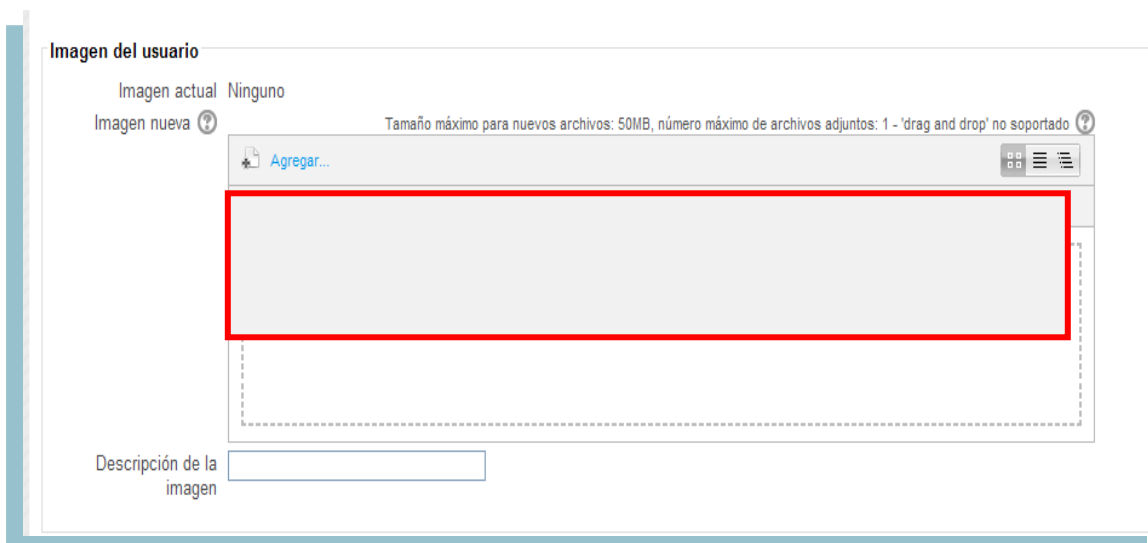 Imagen del usuario
Imagen actual Ninguno
Imagen nueva
Tamaño máximo para nuevos archivos: 50MB, número máximo de archivos adjuntos: 1 - 'drag and drop' no soportado
Agregar...
Descripción de la
imagen